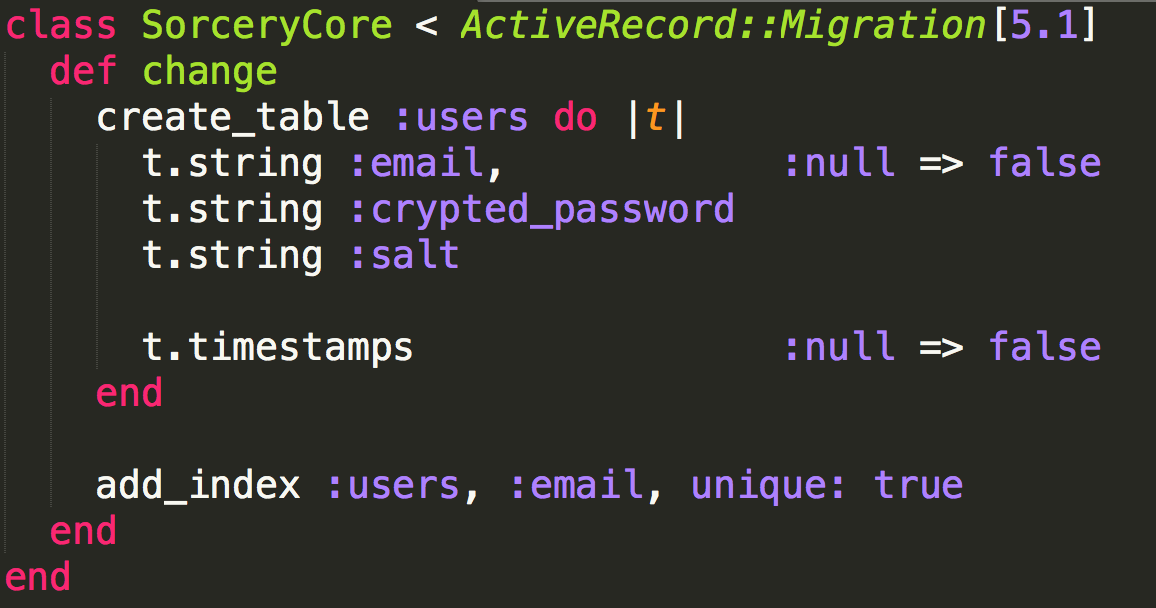 class SorceryCore < ActiveRecord::Migration[5.1]
  def change
    create_table :users do |t|
      t.string :email,            :null => false
      t.string :crypted_password
      t.string :salt

      t.timestamps                :null => false
    end

    add_index :users, :email, unique: true
  end
end